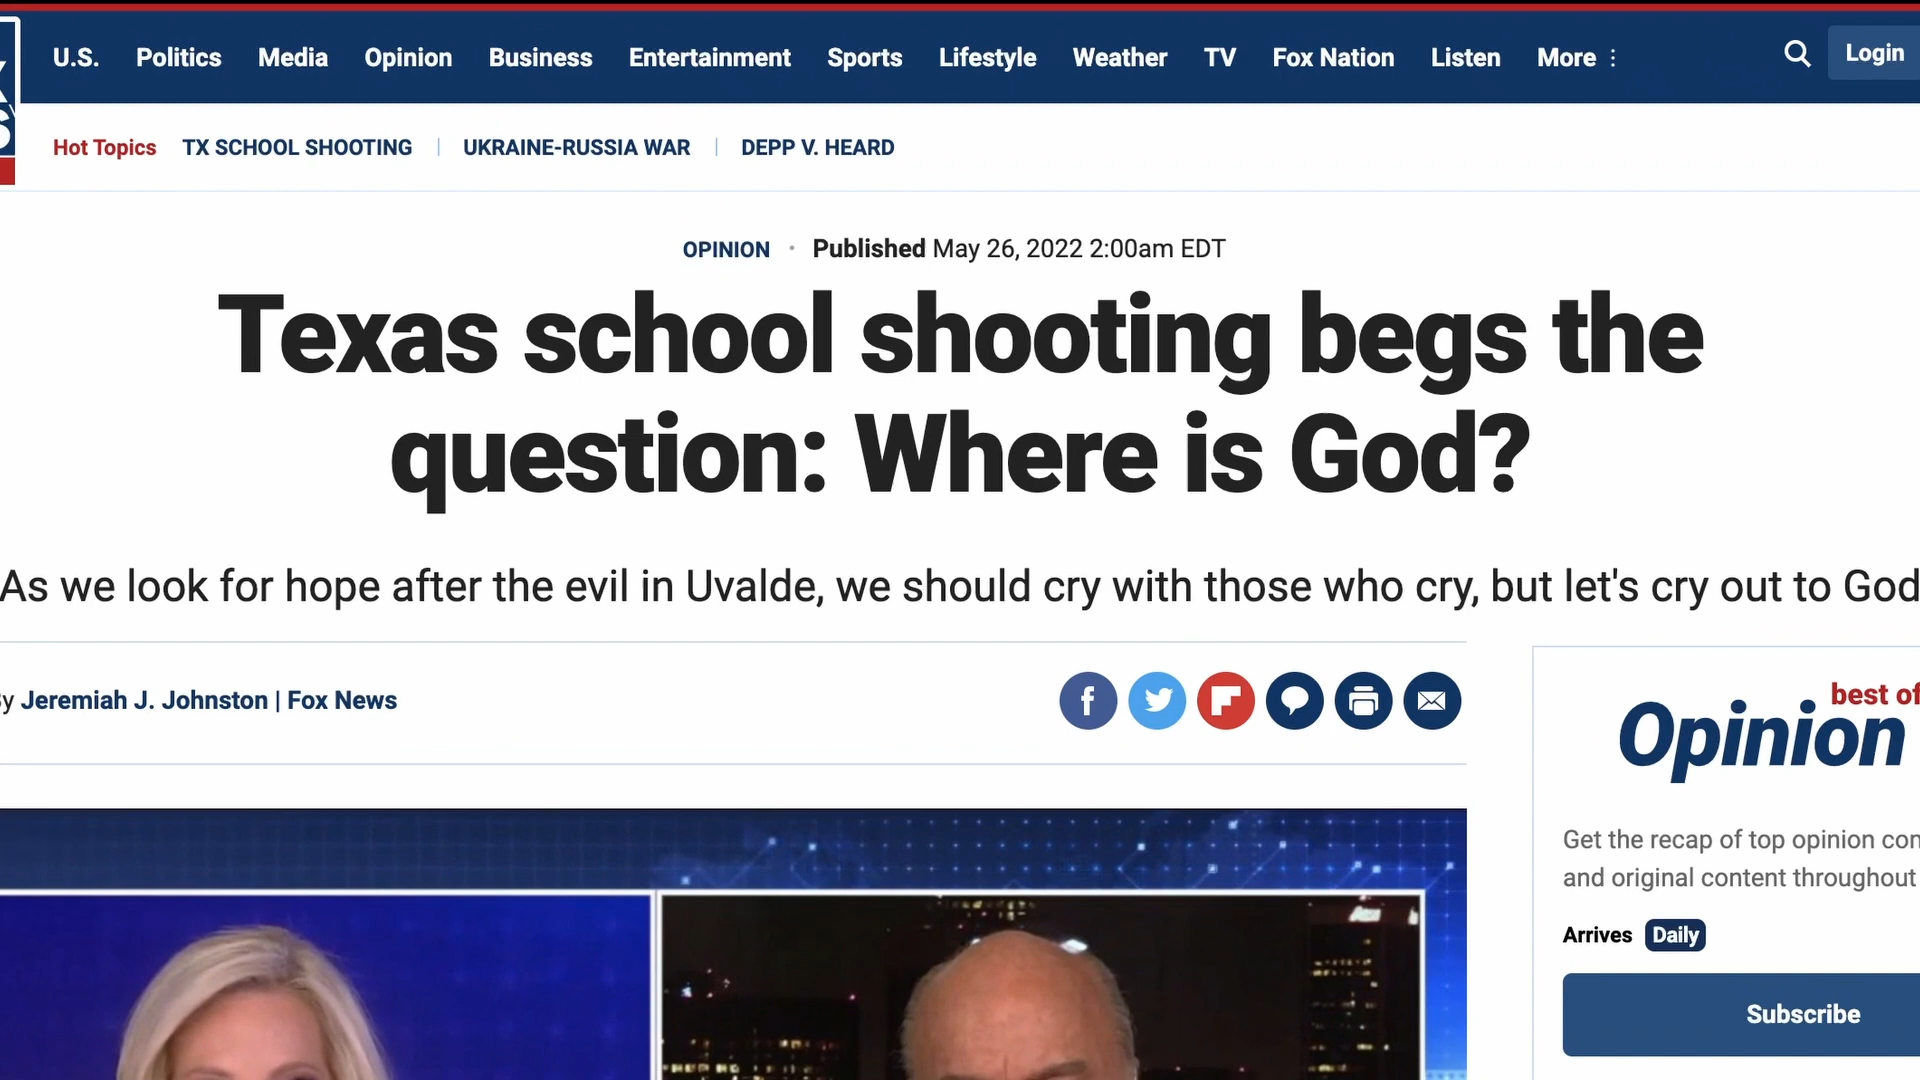 U.S. Politics Media Opinion Business Entertainment Sports Lifestyle Weather TV Fox Nation Listen More Login
Hot Topics TX SCHOOL SHOOTING UKRAINE-RUSSIA WAR DEPP V. HEARD
OPINION • Published May 26, 2022 2:00am EDT
Texas school shooting begs the
question: Where is God?
As we look for hope after the evil in Uvalde, we should cry with those who cry, but let's cry out to God
By Jeremiah J. Johnston | Fox News
best of
Opinion
Get the recap of top opinion
and original content throughout
Arrives Daily
Subscribe